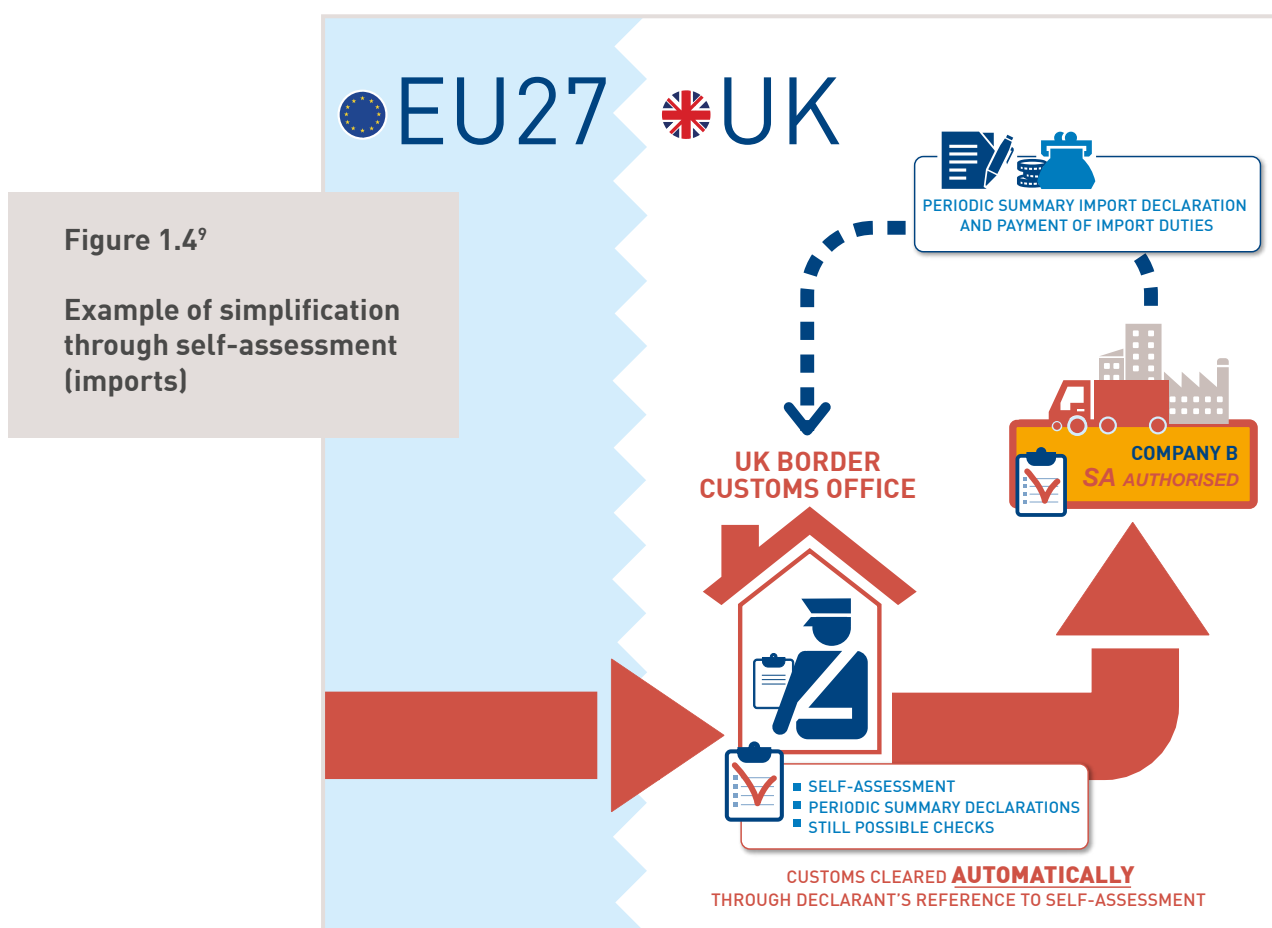 EU27
UK
Figure 1.4⁹
Example of simplification
through self-assessment
(imports)
PERIODIC SUMMARY IMPORT DECLARATION
AND PAYMENT OF IMPORT DUTIES
COMPANY B
SA AUTHORISED
UK BORDER
CUSTOMS OFFICE
SELF-ASSESSMENT
PERIODIC SUMMARY DECLARATIONS
STILL POSSIBLE CHECKS
CUSTOMS CLEARED AUTOMATICALLY
THROUGH DECLARANT'S REFERENCE TO SELF-ASSESSMENT